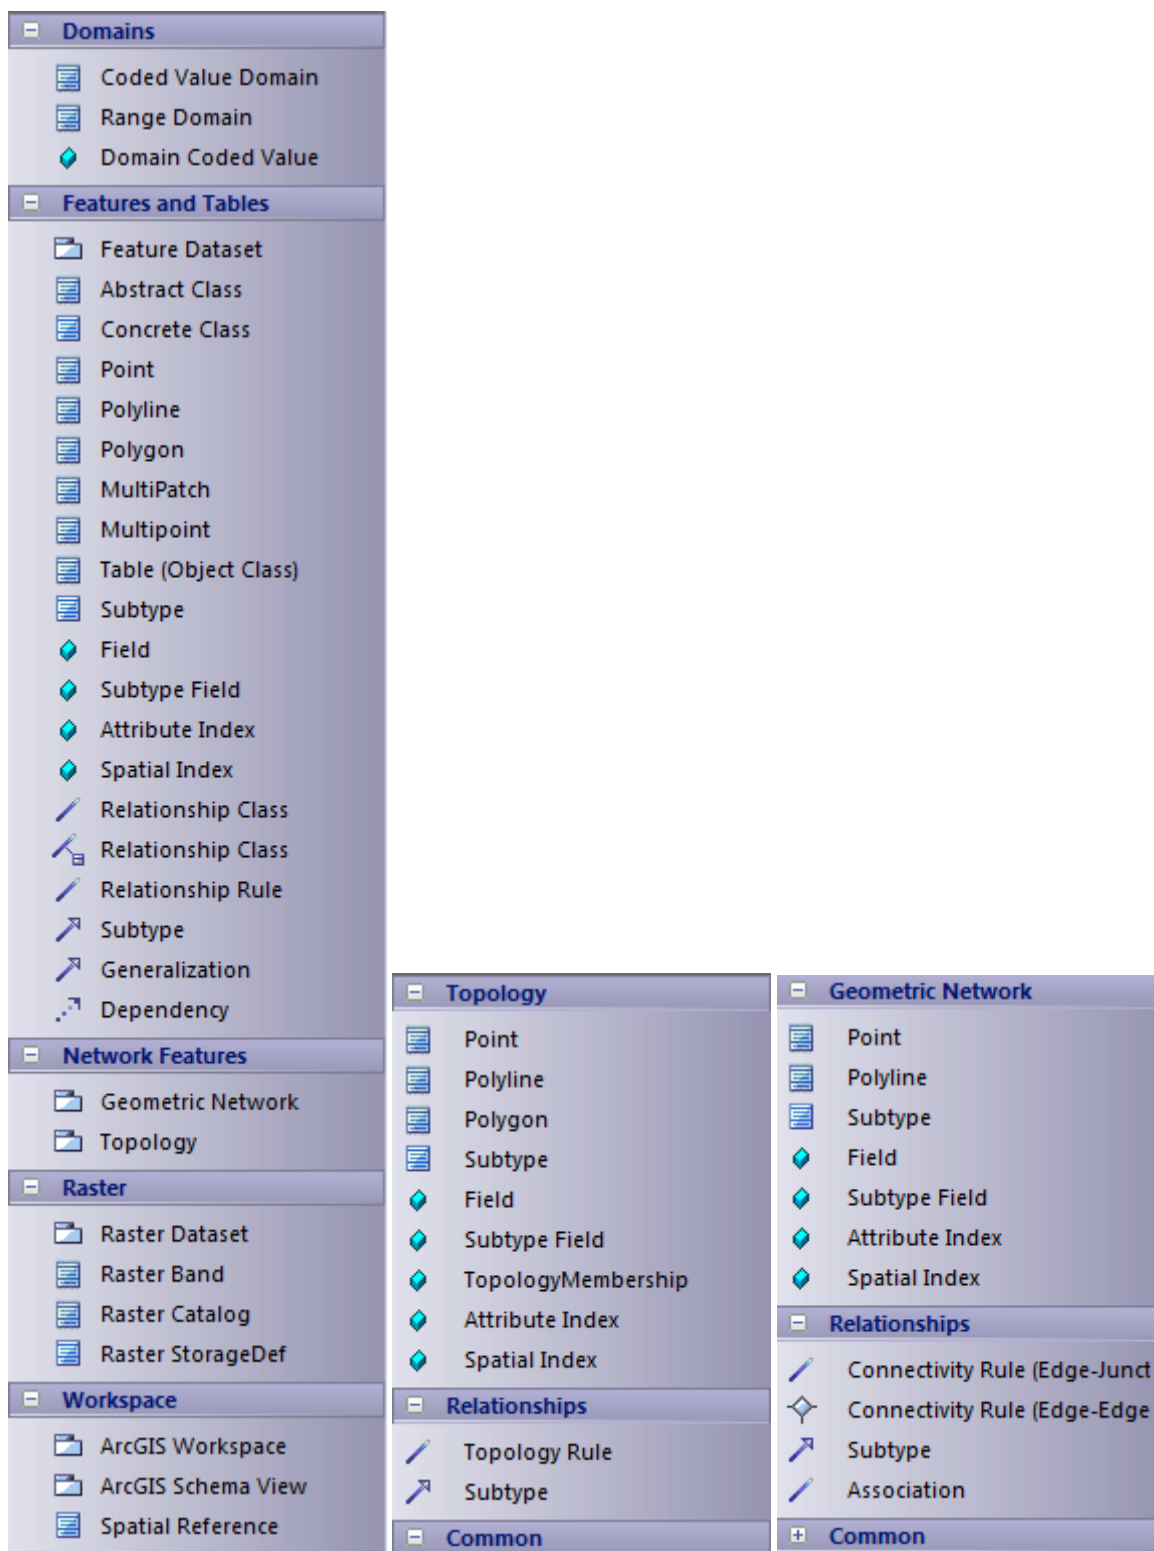 Domains
Coded Value Domain
Range Domain
Domain Coded Value
Features and Tables
Feature Dataset
Abstract Class
Concrete Class
Point
Polyline
Polygon
MultiPatch
Multipoint
Table (Object Class)
Subtype
Field
Subtype Field
Attribute Index
Spatial Index
Relationship Class
Relationship Class
Relationship Rule
Subtype
Generalization
Dependency
Network Features
Geometric Network
Topology
Raster
Raster Dataset
Raster Band
Raster Catalog
Raster StorageDef
Workspace
ArcGIS Workspace
ArcGIS Schema View
Spatial Reference
Topology
Point
Polyline
Polygon
Subtype
Field
Subtype Field
TopologyMembership
Attribute Index
Spatial Index
Relationships
Topology Rule
Subtype
Common
Geometric Network
Point
Polyline
Subtype
Field
Subtype Field
Attribute Index
Spatial Index
Relationships
Connectivity Rule (Edge-Junct
Connectivity Rule (Edge-Edge
Subtype
Association
Common